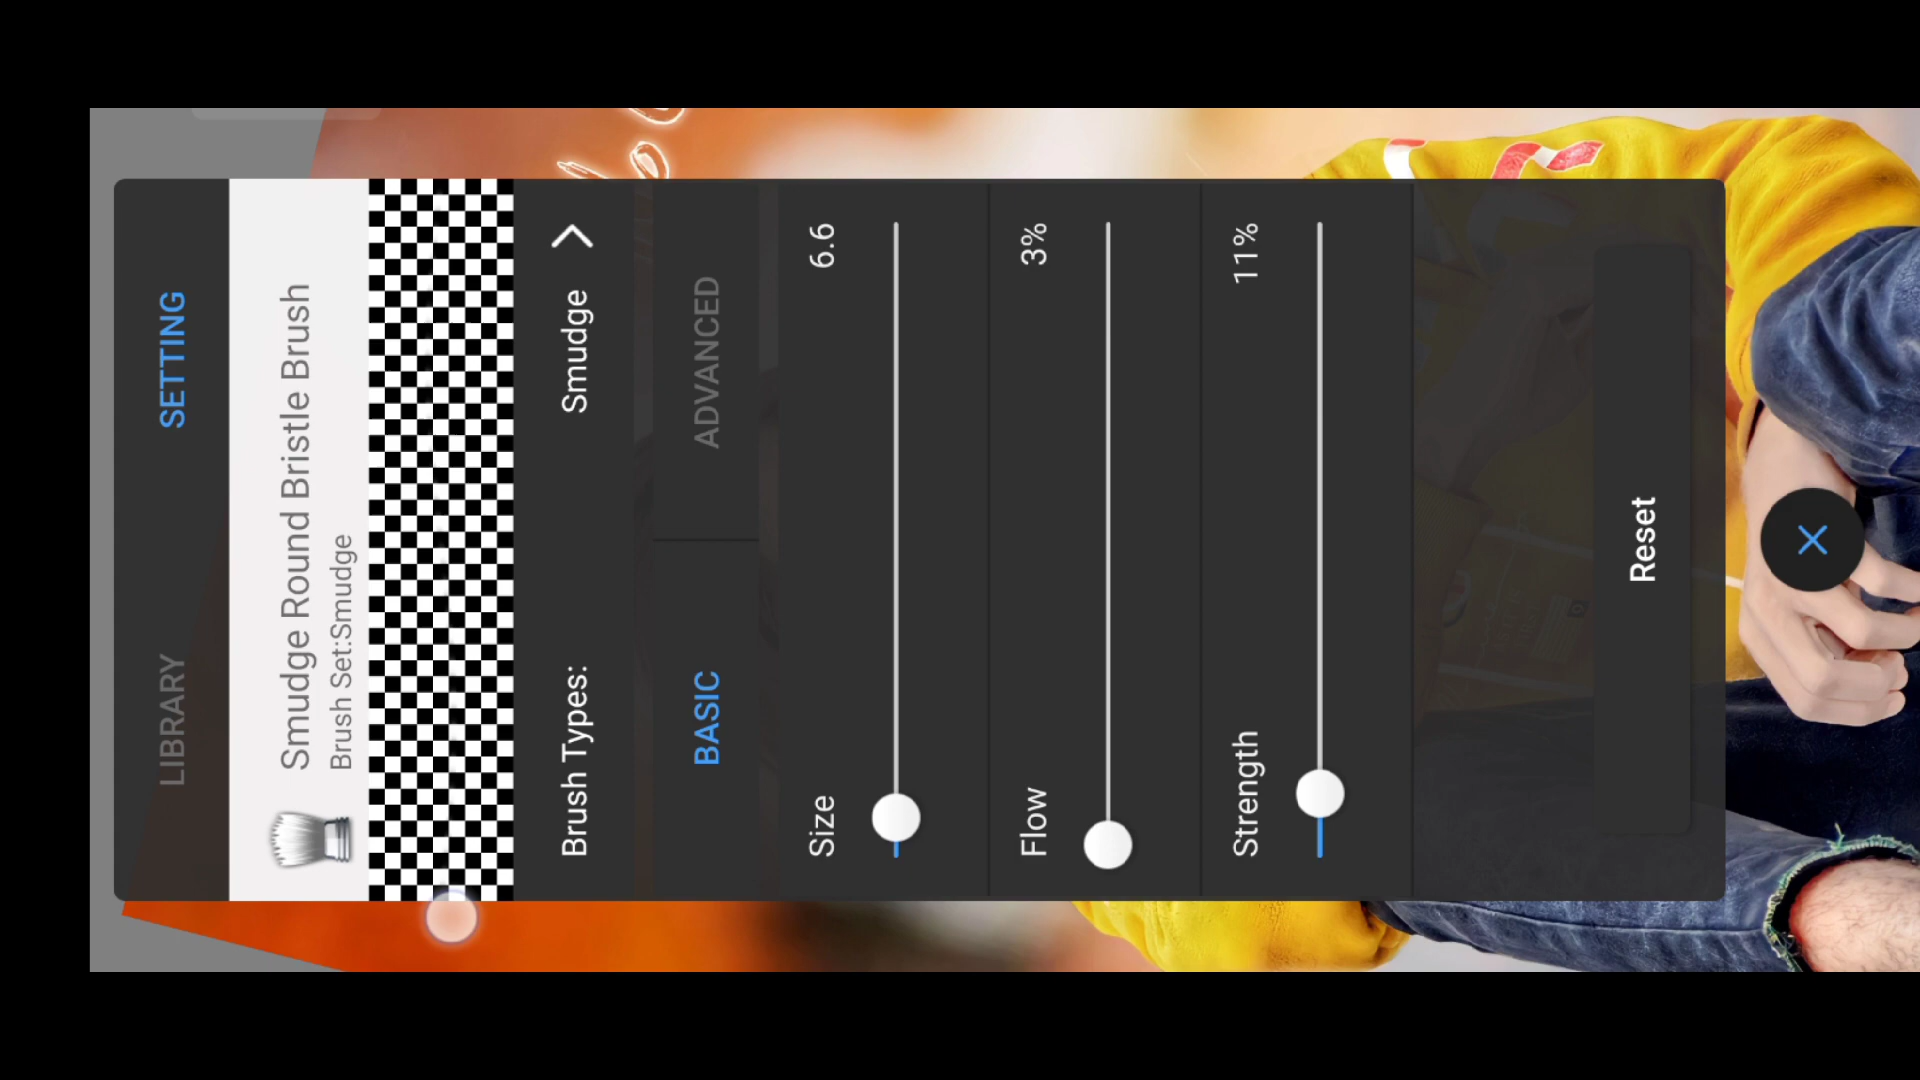 LIBRARY
SETTING
Smudge Round Bristle Brush
Brush Set:Smudge
Brush Types:
Smudge
BASIC
ADVANCED
Size
6.6
Flow
3%
Strength
11%
Reset